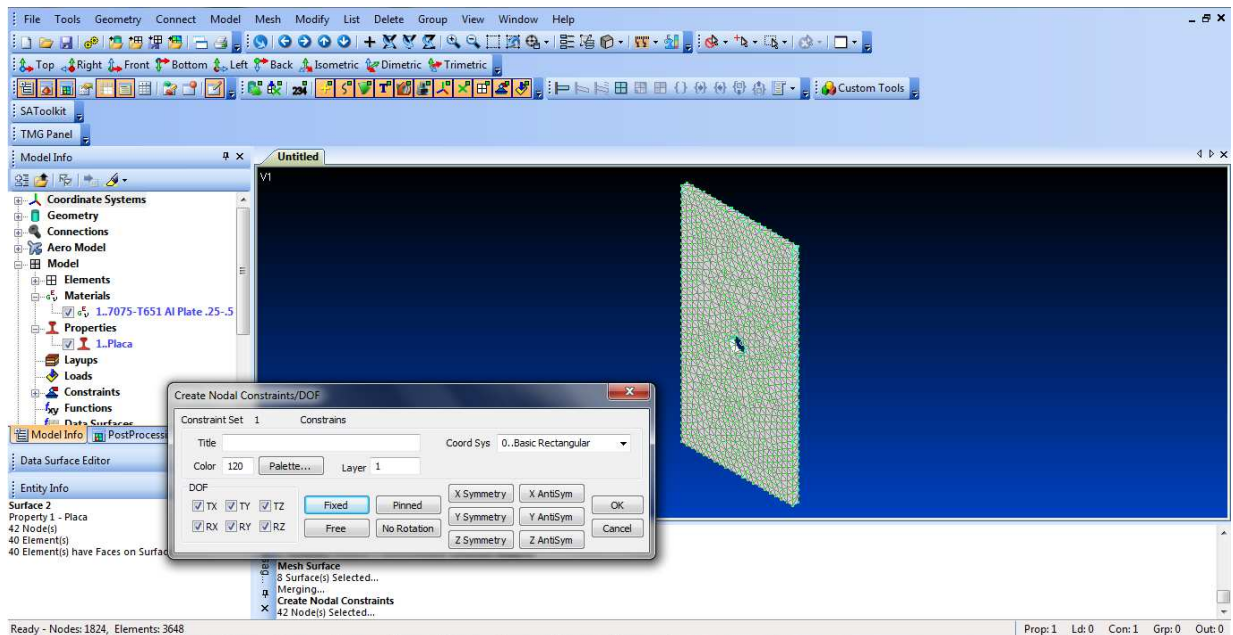 File Tools Geometry Connect Model Mesh Modify List Delete Group View Window Help
Top Right Front Bottom Left Back Isometric Dimetric Trimetric
234 Custom Tools
SAToolkit
TMG Panel
Model Info
Untitled
V1
Coordinate Systems
Geometry
Connections
Aero Model
Model
Elements
Materials
1..7075-T651 Al Plate .25-.5
Properties
1..Placa
Layups
Loads
Constraints
Functions
Data Surfaces
Model Info PostProcessi
Data Surface Editor
Entity Info
Surface 2
Property 1 - Placa
42 Node(s)
40 Element(s)
40 Element(s) have Faces on Surfac
Create Nodal Constraints/DOF
Constraint Set 1 Constrains
Title
Coord Sys 0..Basic Rectangular
Color 120 Palette... Layer 1
DOF
TX TY TZ
RX RY RZ
Fixed Pinned
Free No Rotation
X Symmetry X AntiSym
Y Symmetry Y AntiSym
Z Symmetry Z AntiSym
OK
Cancel
Mesh Surface
8 Surface(s) Selected...
Merging...
Create Nodal Constraints
42 Node(s) Selected...
Ready - Nodes: 1824, Elements: 3648
Prop: 1 Ld: 0 Con: 1 Grp: 0 Out: 0